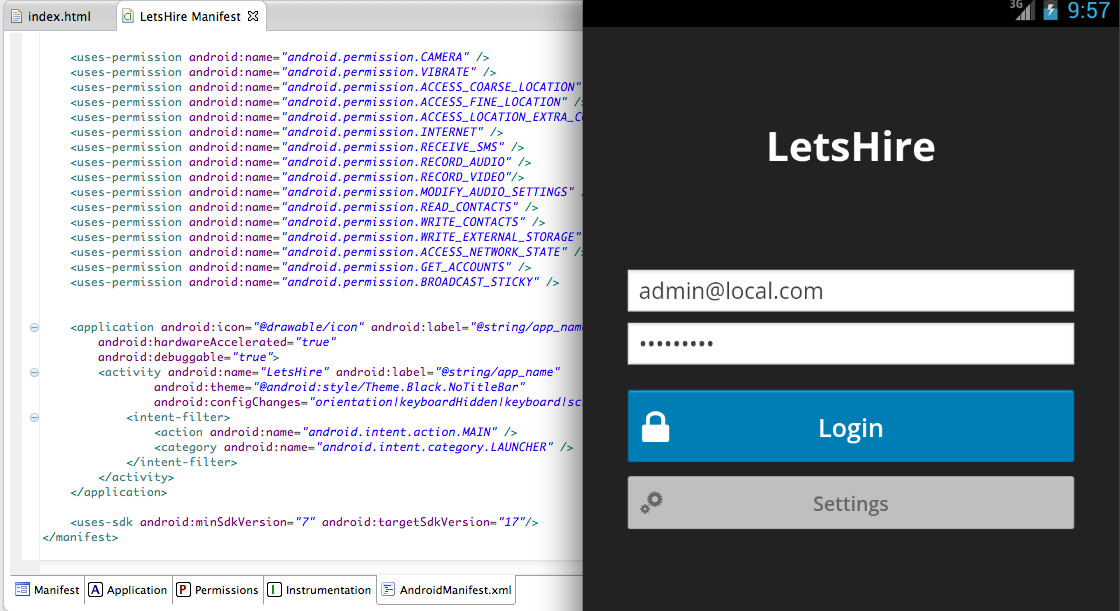 index.html
LetsHire Manifest
<uses-permission android:name="android.permission.CAMERA" />
<uses-permission android:name="android.permission.VIBRATE" />
<uses-permission android:name="android.permission.ACCESS_COARSE_LOCATION"
<uses-permission android:name="android.permission.ACCESS_FINE_LOCATION" />
<uses-permission android:name="android.permission.ACCESS_LOCATION_EXTRA_CO
<uses-permission android:name="android.permission.INTERNET" />
<uses-permission android:name="android.permission.RECEIVE_SMS" />
<uses-permission android:name="android.permission.RECORD_AUDIO" />
<uses-permission android:name="android.permission.RECORD_VIDEO"/>
<uses-permission android:name="android.permission.MODIFY_AUDIO_SETTINGS" /
<uses-permission android:name="android.permission.READ_CONTACTS" />
<uses-permission android:name="android.permission.WRITE_CONTACTS" />
<uses-permission android:name="android.permission.WRITE_EXTERNAL_STORAGE"
<uses-permission android:name="android.permission.ACCESS_NETWORK_STATE" />
<uses-permission android:name="android.permission.GET_ACCOUNTS" />
<uses-permission android:name="android.permission.BROADCAST_STICKY" />
<application android:icon="@drawable/icon" android:label="@string/app_name
android:hardwareAccelerated="true"
android:debuggable="true">
<activity android:name="LetsHire" android:label="@string/app_name"
android:theme="@android:style/Theme.Black.NoTitleBar"
android:configChanges="orientation|keyboardHidden|keyboard|sc
<intent-filter>
<action android:name="android.intent.action.MAIN" />
<category android:name="android.intent.category.LAUNCHER" />
</intent-filter>
</activity>
</application>
<uses-sdk android:minSdkVersion="7" android:targetSdkVersion="17"/>
</manifest>
Manifest
A Application
P Permissions
I Instrumentation
AndroidManifest.xml
3G 9:57
LetsHire
admin@local.com
•••••••••
Login
Settings